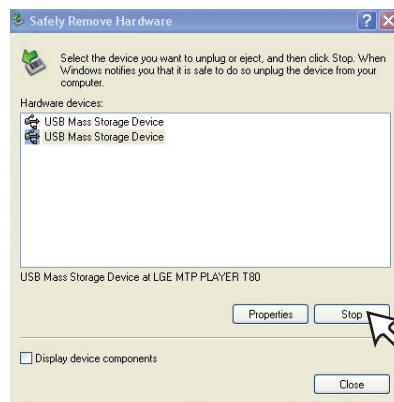 Safely Remove Hardware
Select the device you want to unplug or eject, and then click Stop. When
Windows notifies you that it is safe to do so unplug the device from your
computer.
Hardware devices:
USB Mass Storage Device
USB Mass Storage Device
USB Mass Storage Device at LGE MTP PLAYER T80
Properties
Stop
Display device components
Close